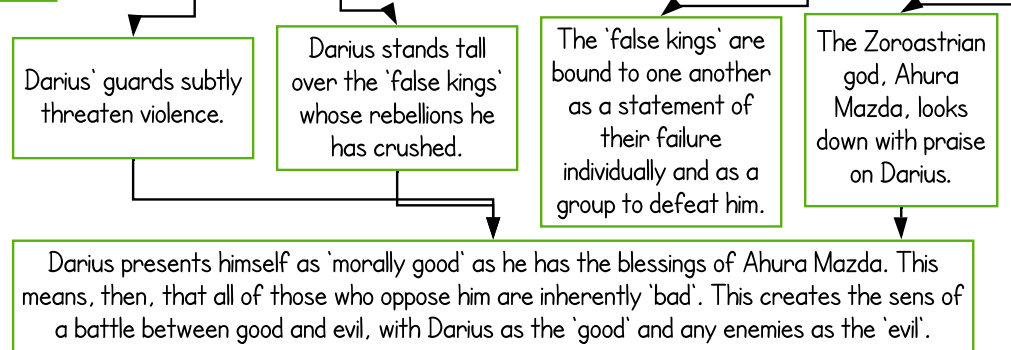 Darius‛ guards subtly
threaten violence.
Darius stands tall
over the ‛false kings‛
whose rebellions he
has crushed.
The ‛false kings‛ are
bound to one another
as a statement of
their failure
individually and as a
group to defeat him.
The Zoroastrian
god, Ahura
Mazda, looks
down with praise
on Darius.
Darius presents himself as ‛morally good‛ as he has the blessings of Ahura Mazda. This
means, then, that all of those who oppose him are inherently ‛bad‛. This creates the sens of
a battle between good and evil, with Darius as the ‛good‛ and any enemies as the ‛evil‛.